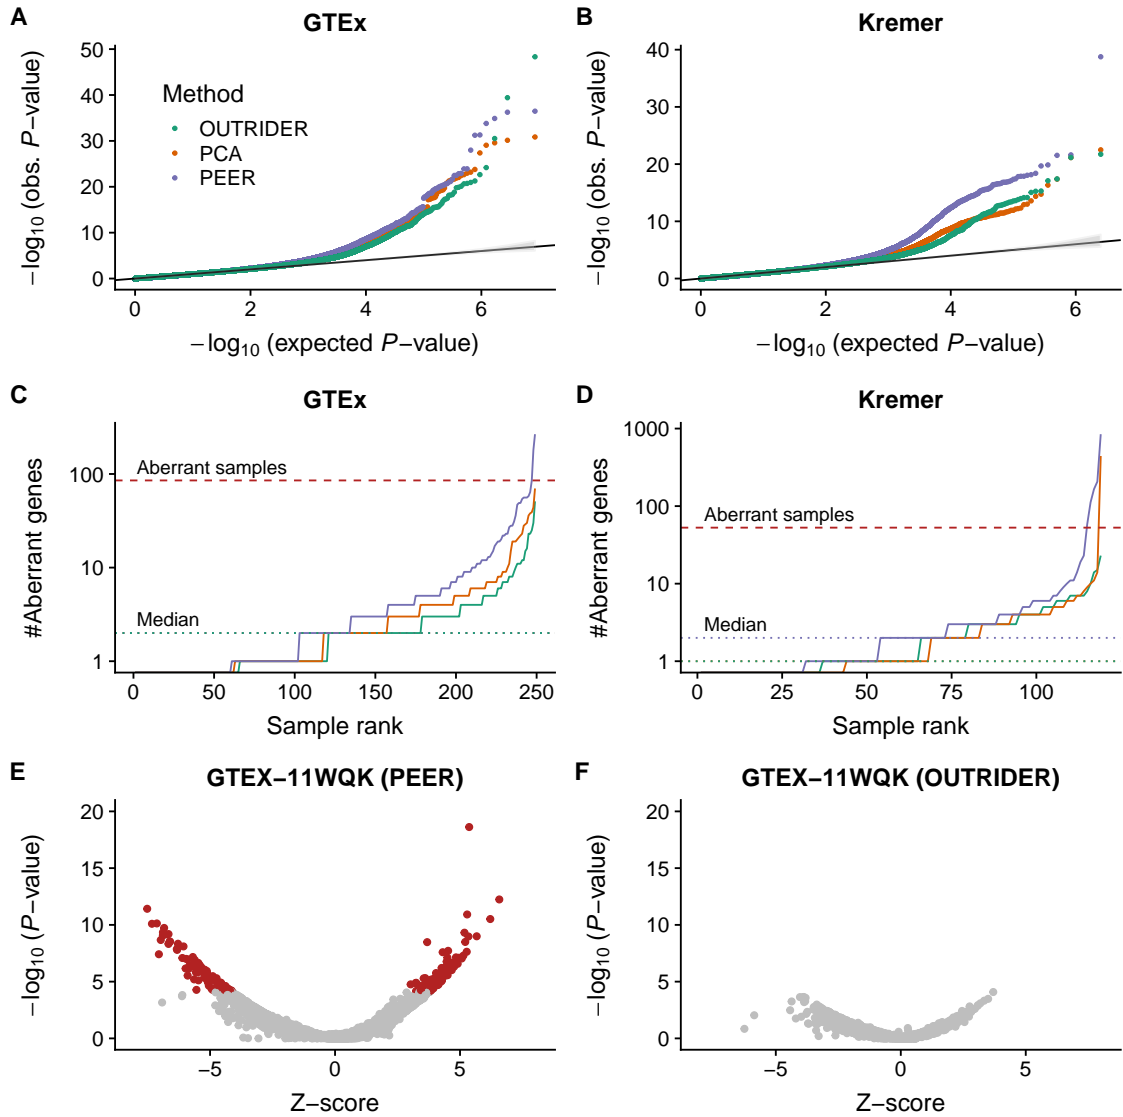 A
GTEx
−log10 (obs. P−value)
50
40
30
20
10
0
Method
OUTRIDER
PCA
PEER
0 2 4 6
−log10 (expected P−value)
B
Kremer
−log10 (obs. P−value)
40
30
20
10
0
0 2 4 6
−log10 (expected P−value)
C
GTEx
#Aberrant genes
100
10
1
Aberrant samples
Median
0 50 100 150 200 250
Sample rank
D
Kremer
#Aberrant genes
1000
100
10
1
Aberrant samples
Median
0 25 50 75 100
Sample rank
E
GTEX−11WQK (PEER)
−log10 (P−value)
20
15
10
5
0
−5 0 5
Z−score
F
GTEX−11WQK (OUTRIDER)
−log10 (P−value)
20
15
10
5
0
−5 0 5
Z−score